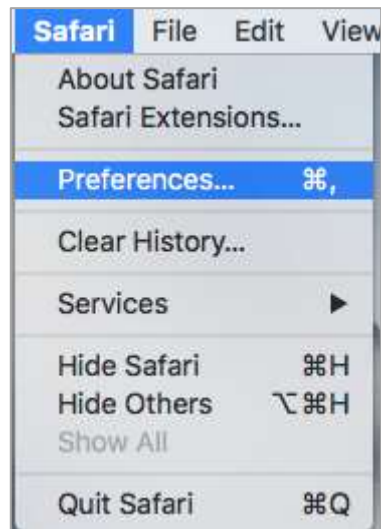 Safari File Edit View
About Safari
Safari Extensions...
Preferences... ⌘,
Clear History...
Services ▶
Hide Safari ⌘H
Hide Others ⌥⌘H
Show All
Quit Safari ⌘Q